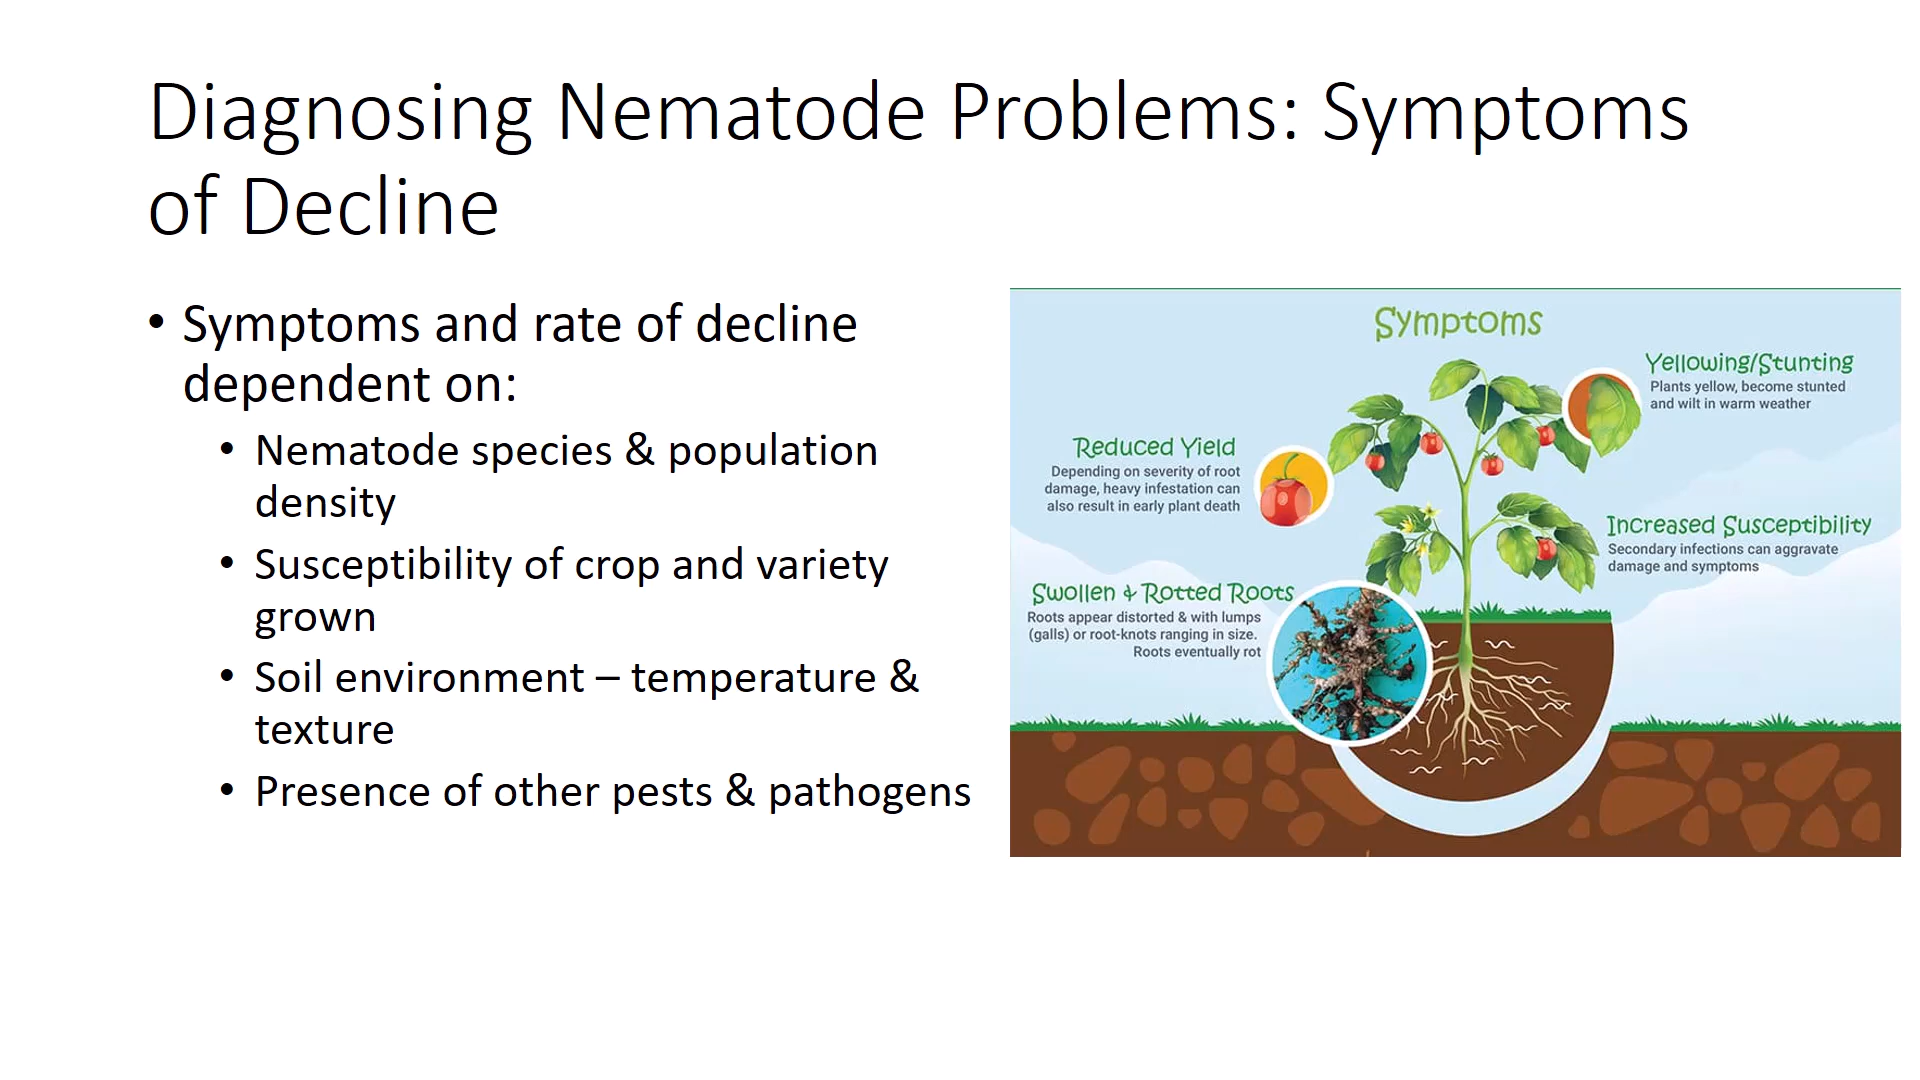 Diagnosing Nematode Problems: Symptoms
of Decline
• Symptoms and rate of decline
dependent on:
• Nematode species & population
density
• Susceptibility of crop and variety
grown
• Soil environment – temperature &
texture
• Presence of other pests & pathogens
Symptoms
Yellowing/Stunting
Plants yellow, become stunted
and wilt in warm weather
Reduced Yield
Depending on severity of root
damage, heavy infestation can
also result in early plant death
Increased Susceptibility
Secondary infections can aggravate
damage and symptoms
Swollen & Rotted Roots
Roots appear distorted & with lumps
(galls) or root-knots ranging in size.
Roots eventually rot